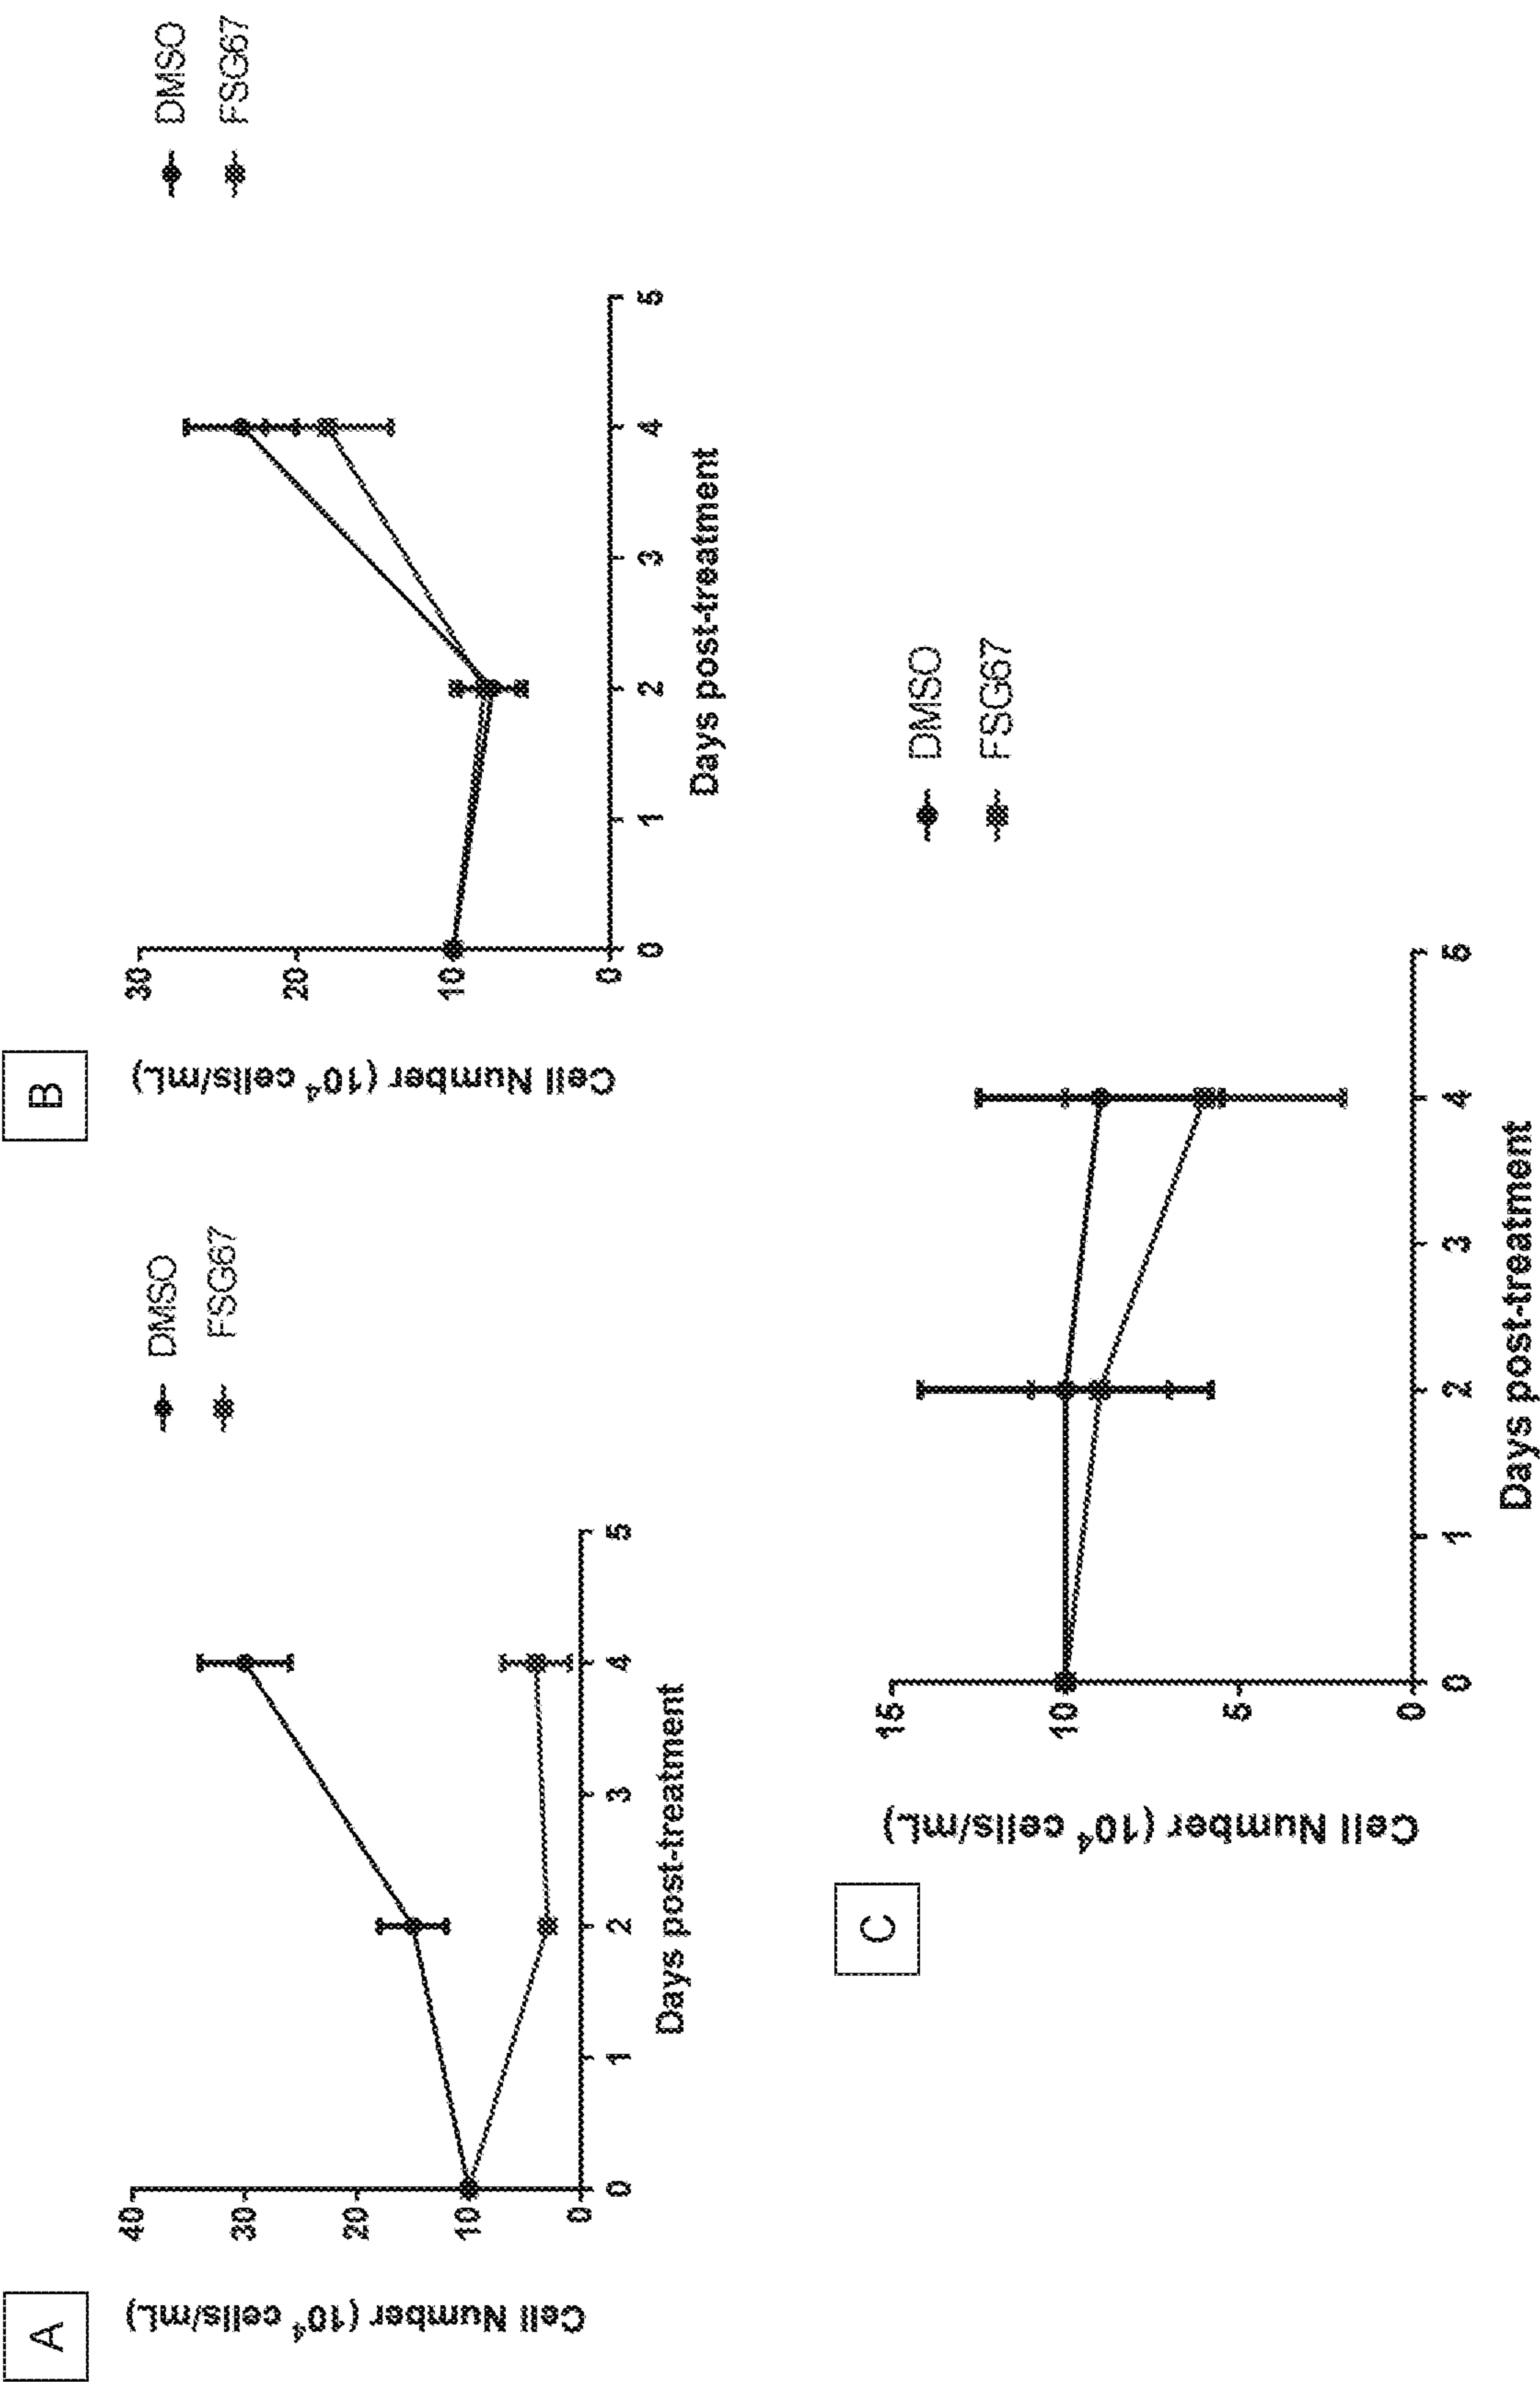 A
Cell Number (10⁴ cells/mL)
40
30
20
10
0
0 1 2 3 4 5
Days post-treatment
DMSO
FSG67
B
Cell Number (10⁴ cells/mL)
30
20
10
0
0 1 2 3 4 5
Days post-treatment
DMSO
FSG67
C
Cell Number (10⁴ cells/mL)
15
10
5
0
0 1 2 3 4 5
Days post-treatment
DMSO
FSG67